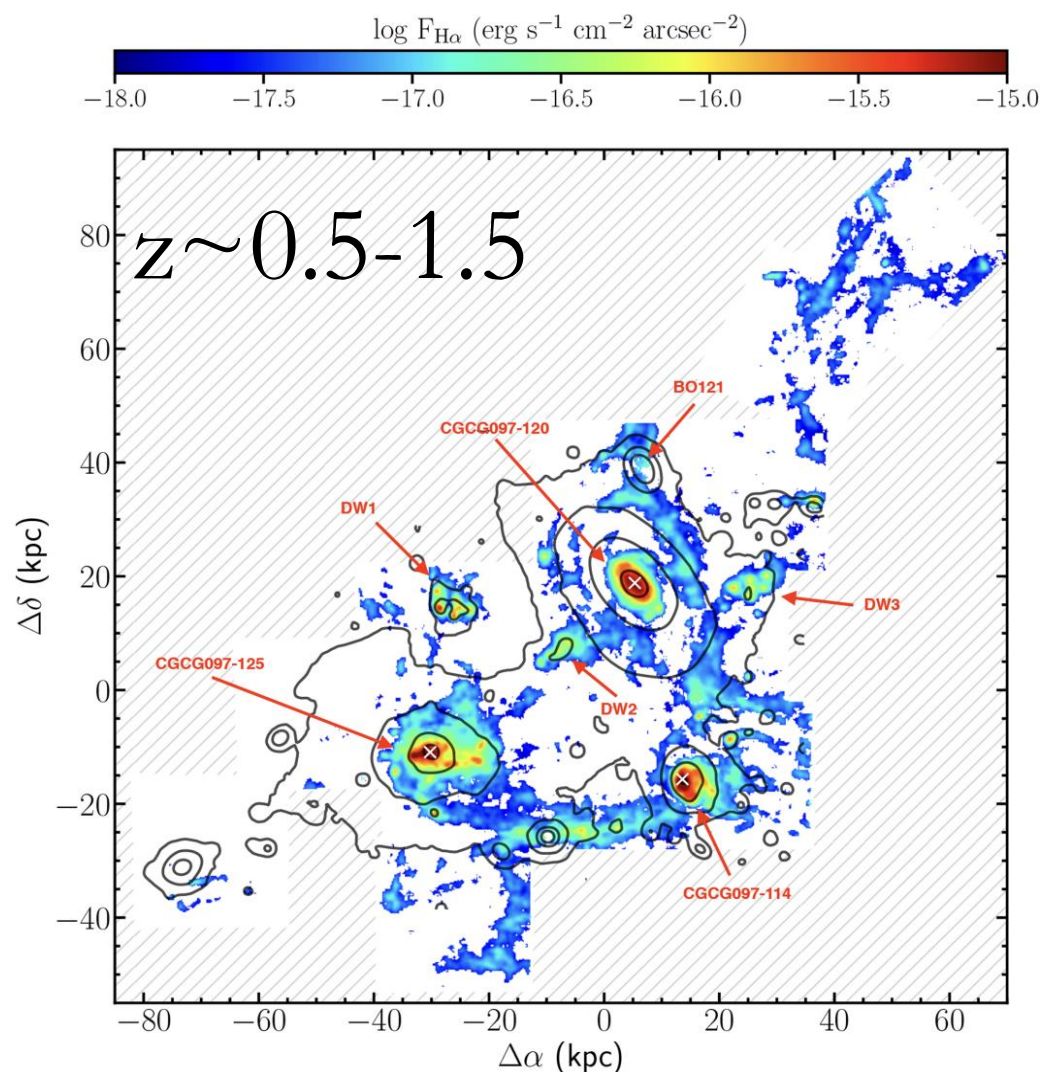 log F_Hα (erg s⁻¹ cm⁻² arcsec⁻²)
−18.0 −17.5 −17.0 −16.5 −16.0 −15.5 −15.0
z~0.5-1.5
80
60
BO121
CGCG097-120
40
DW1
20
DW3
CGCG097-125
0
DW2
−20
CGCG097-114
−40
Δδ (kpc)
−80 −60 −40 −20 0 20 40 60
Δα (kpc)